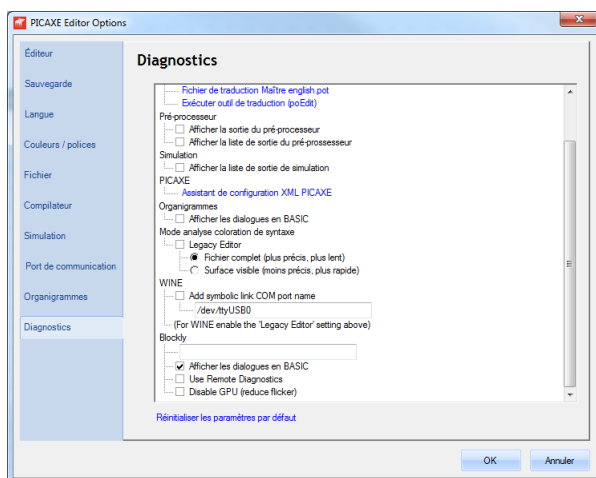 PICAXE Editor Options
Éditeur
Sauvegarde
Langue
Couleurs / polices
Fichier
Compilateur
Simulation
Port de communication
Organigrammes
Diagnostics
Diagnostics
Fichier de traduction Maître english.pot
Exécuter outil de traduction (poEdit)
Pré-processeur
Afficher la sortie du pré-processeur
Afficher la liste de sortie du pré-prossesseur
Simulation
Afficher la liste de sortie de simulation
PICAXE
Assistant de configuration XML PICAXE
Organigrammes
Afficher les dialogues en BASIC
Mode analyse coloration de syntaxe
Legacy Editor
Fichier complet (plus précis, plus lent)
Surface visible (moins précis, plus rapide)
WINE
Add symbolic link COM port name
/dev/ttyUSB0
(For WINE enable the 'Legacy Editor' setting above)
Blockly
Afficher les dialogues en BASIC
Use Remote Diagnostics
Disable GPU (reduce flicker)
Réinitialiser les paramètres par défaut
OK
Annuler